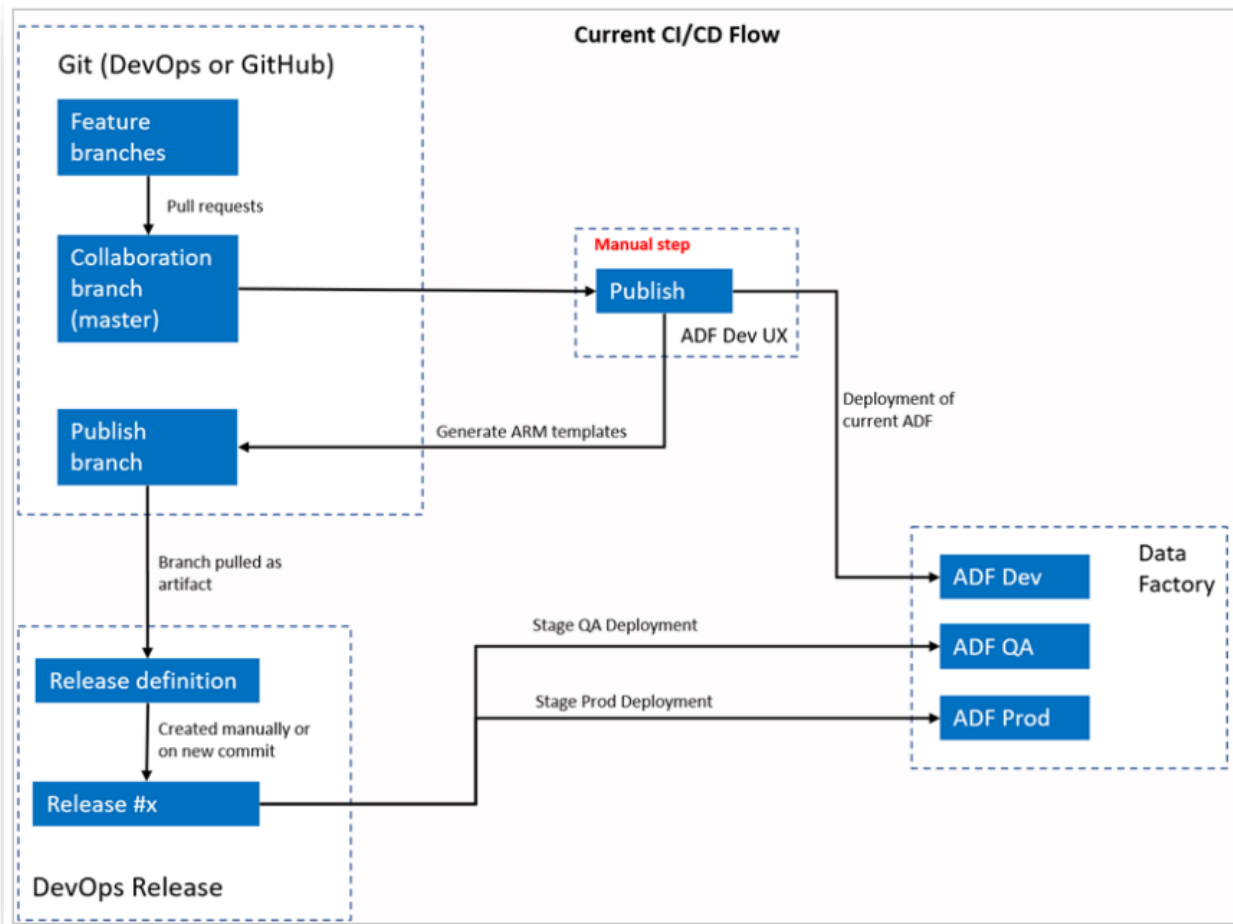 Current CI/CD Flow
Git (DevOps or GitHub)
Feature
branches
Pull requests
Collaboration
branch
(master)
Manual step
Publish
ADF Dev UX
Deployment of
current ADF
Generate ARM templates
Publish
branch
Branch pulled as
artifact
Data
Factory
ADF Dev
Stage QA Deployment
ADF QA
Stage Prod Deployment
ADF Prod
Release definition
Created manually or
on new commit
Release #x
DevOps Release